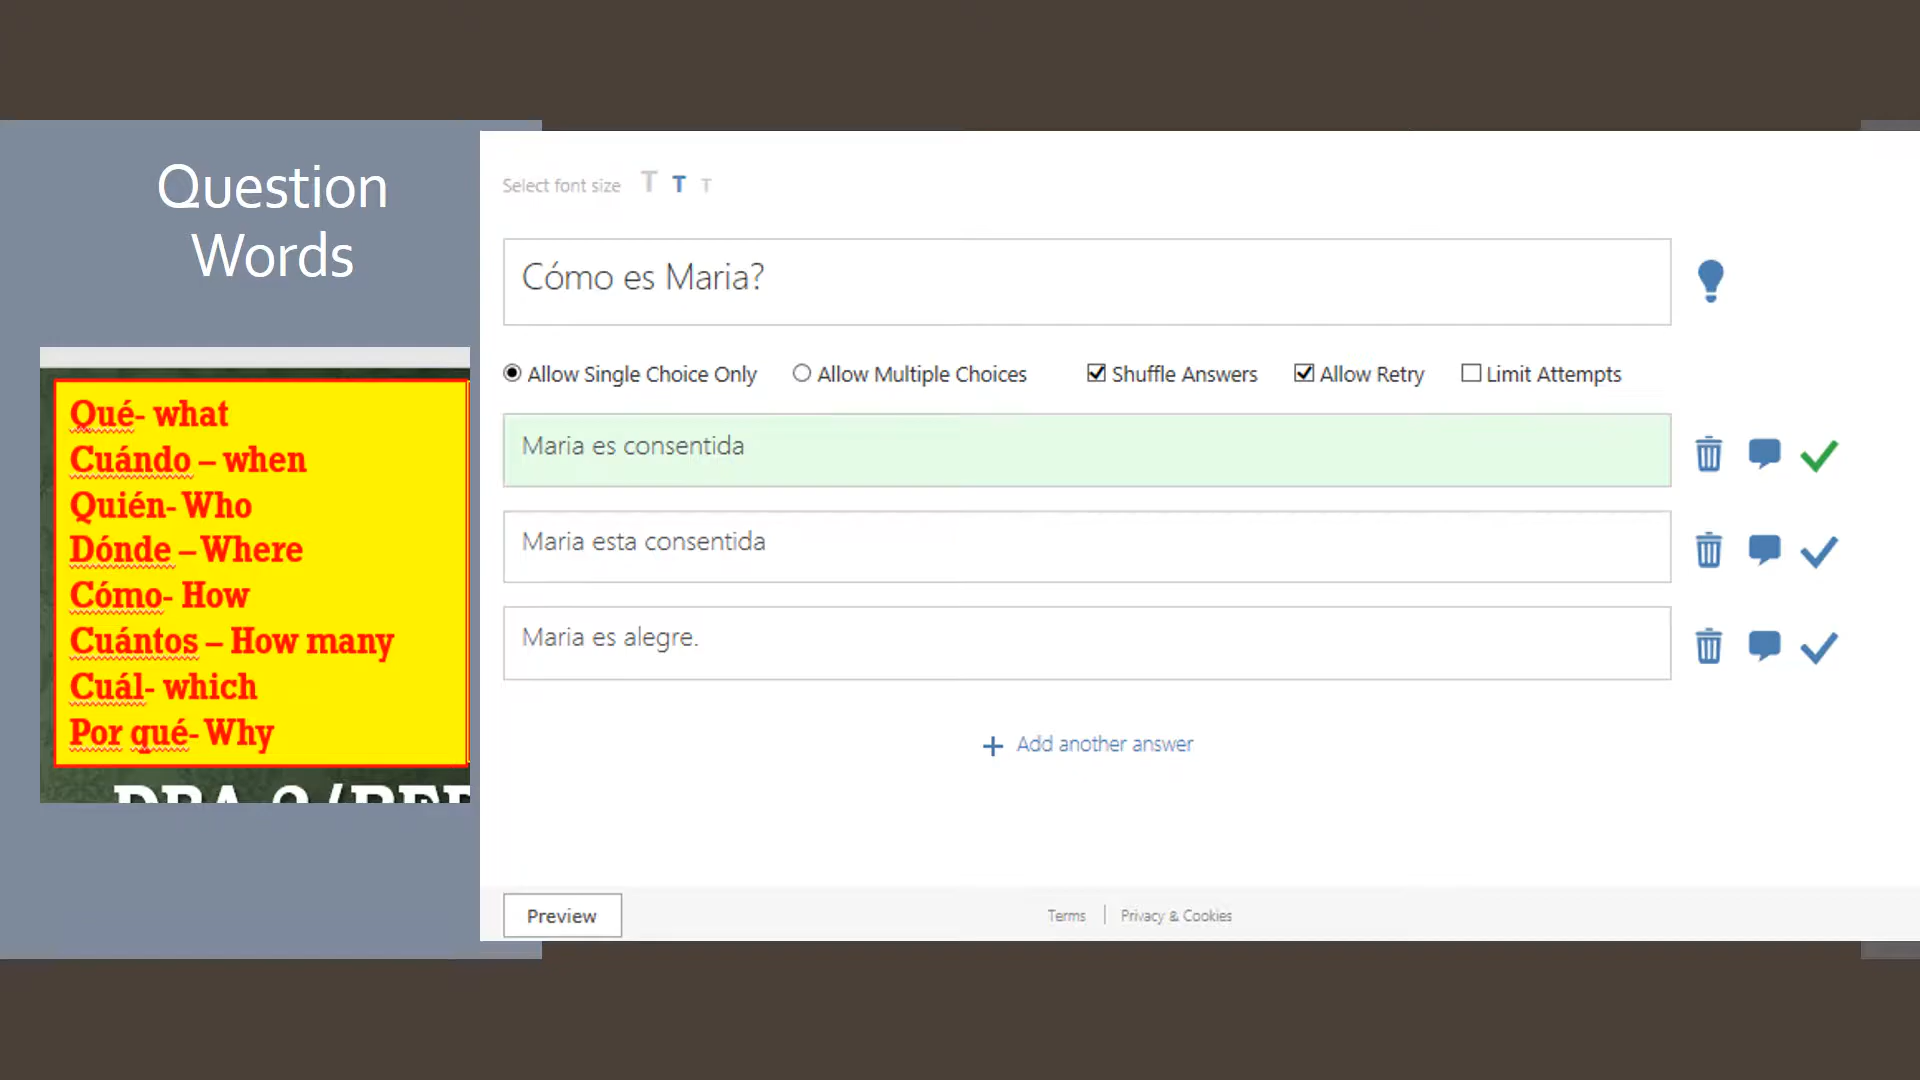 Question
Words
Qué- what
Cuándo – when
Quién- Who
Dónde – Where
Cómo- How
Cuántos – How many
Cuál- which
Por qué- Why
Select font size T T T
Cómo es Maria?
Allow Single Choice Only Allow Multiple Choices Shuffle Answers Allow Retry Limit Attempts
Maria es consentida
Maria esta consentida
Maria es alegre.
+ Add another answer
Preview
Terms | Privacy & Cookies